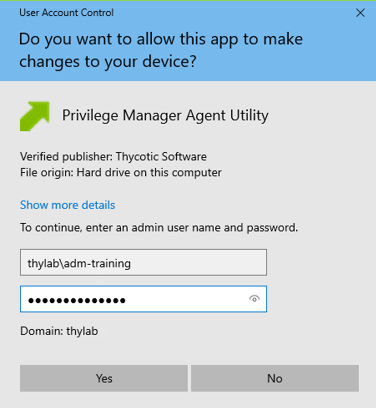 User Account Control
Do you want to allow this app to make
changes to your device?
Privilege Manager Agent Utility
Verified publisher: Thycotic Software
File origin: Hard drive on this computer
Show more details
To continue, enter an admin user name and password.
thylab\adm-training
●●●●●●●●●●●●●●
Domain: thylab
Yes
No